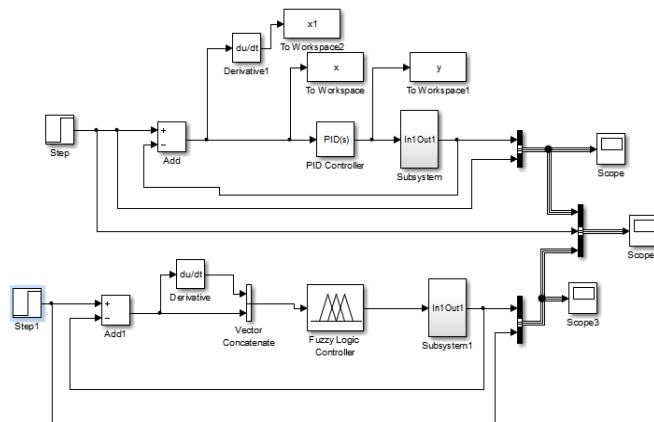 x1
To Workspace2
du/dt
Derivative1
x
To Workspace
y
To Workspace1
Step
+
−
Add
PID(s)
PID Controller
In1Out1
Subsystem
Scope
Scope
Step1
+
−
Add1
du/dt
Derivative
Vector
Concatenate
Fuzzy Logic
Controller
In1Out1
Subsystem1
Scope3